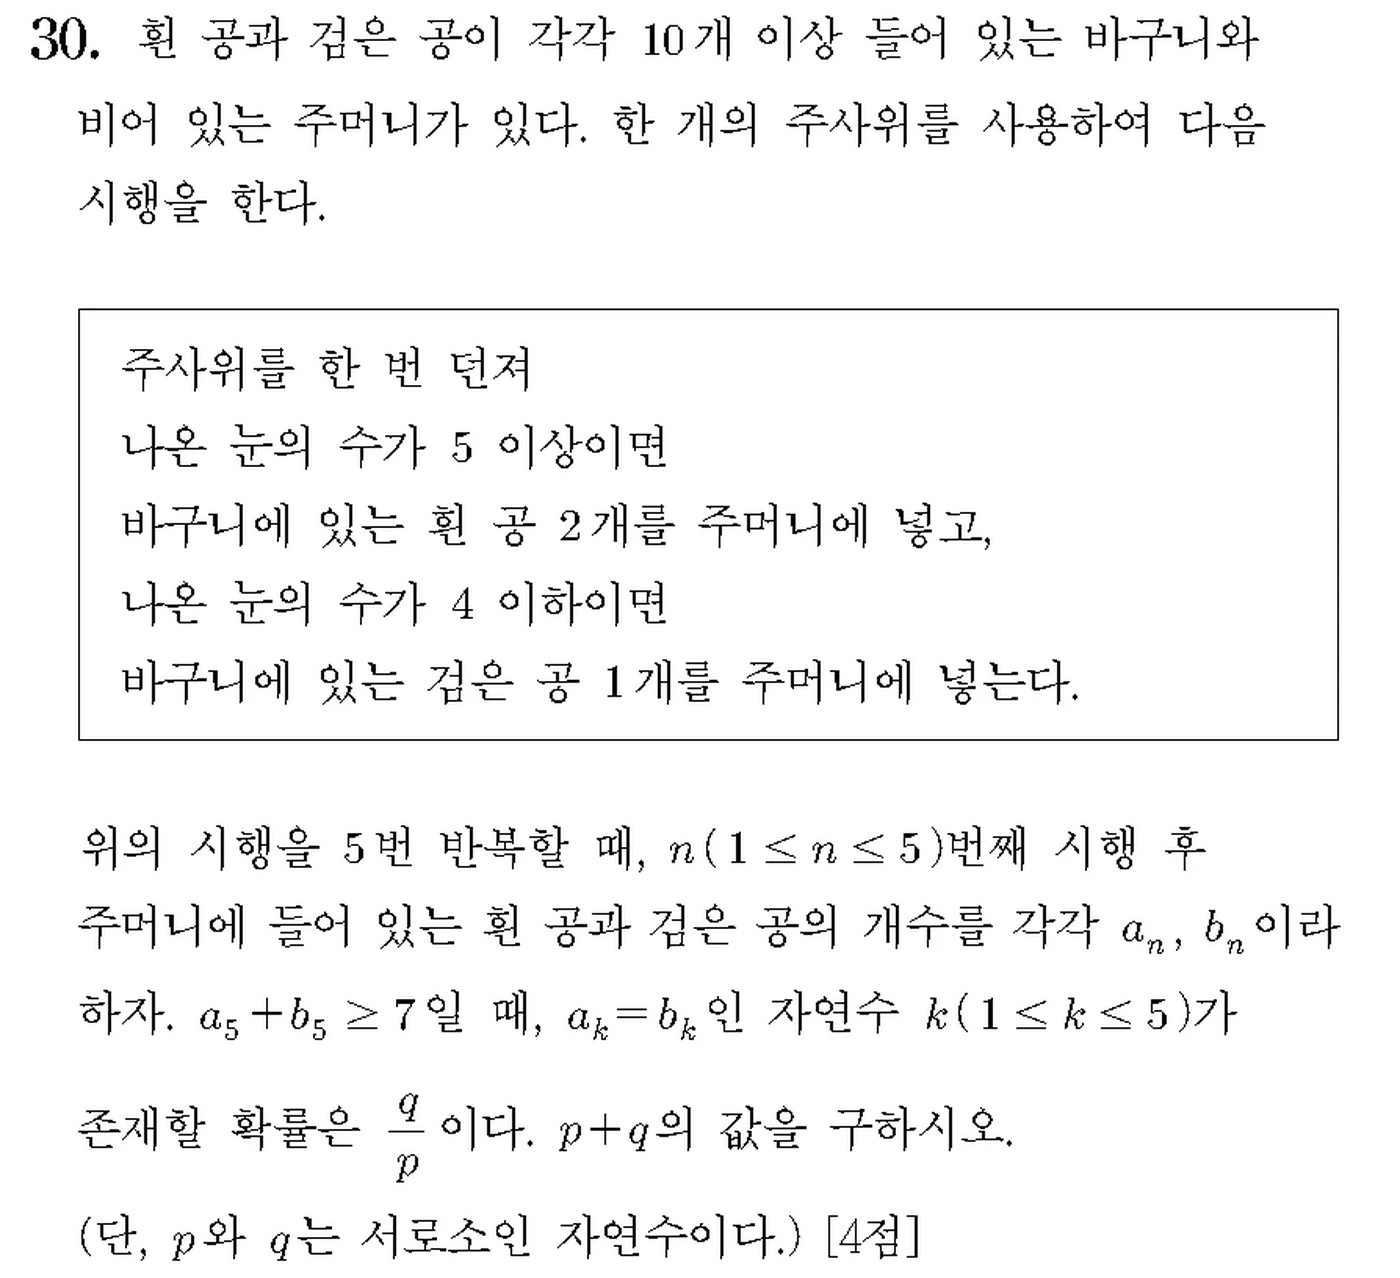 30. 흰 공과 검은 공이 각각 10개 이상 들어 있는 바구니와
비어 있는 주머니가 있다. 한 개의 주사위를 사용하여 다음
시행을 한다.
주사위를 한 번 던져
나온 눈의 수가 5 이상이면
바구니에 있는 흰 공 2개를 주머니에 넣고,
나온 눈의 수가 4 이하이면
바구니에 있는 검은 공 1개를 주머니에 넣는다.
위의 시행을 5번 반복할 때, n(1≤n≤5)번째 시행 후
주머니에 들어 있는 흰 공과 검은 공의 개수를 각각 aₙ, bₙ이라
하자. a₅+b₅≥7일 때, aₖ=bₖ인 자연수 k(1≤k≤5)가
존재할 확률은 q/p이다. p+q의 값을 구하시오.
(단, p와 q는 서로소인 자연수이다.) [4점]